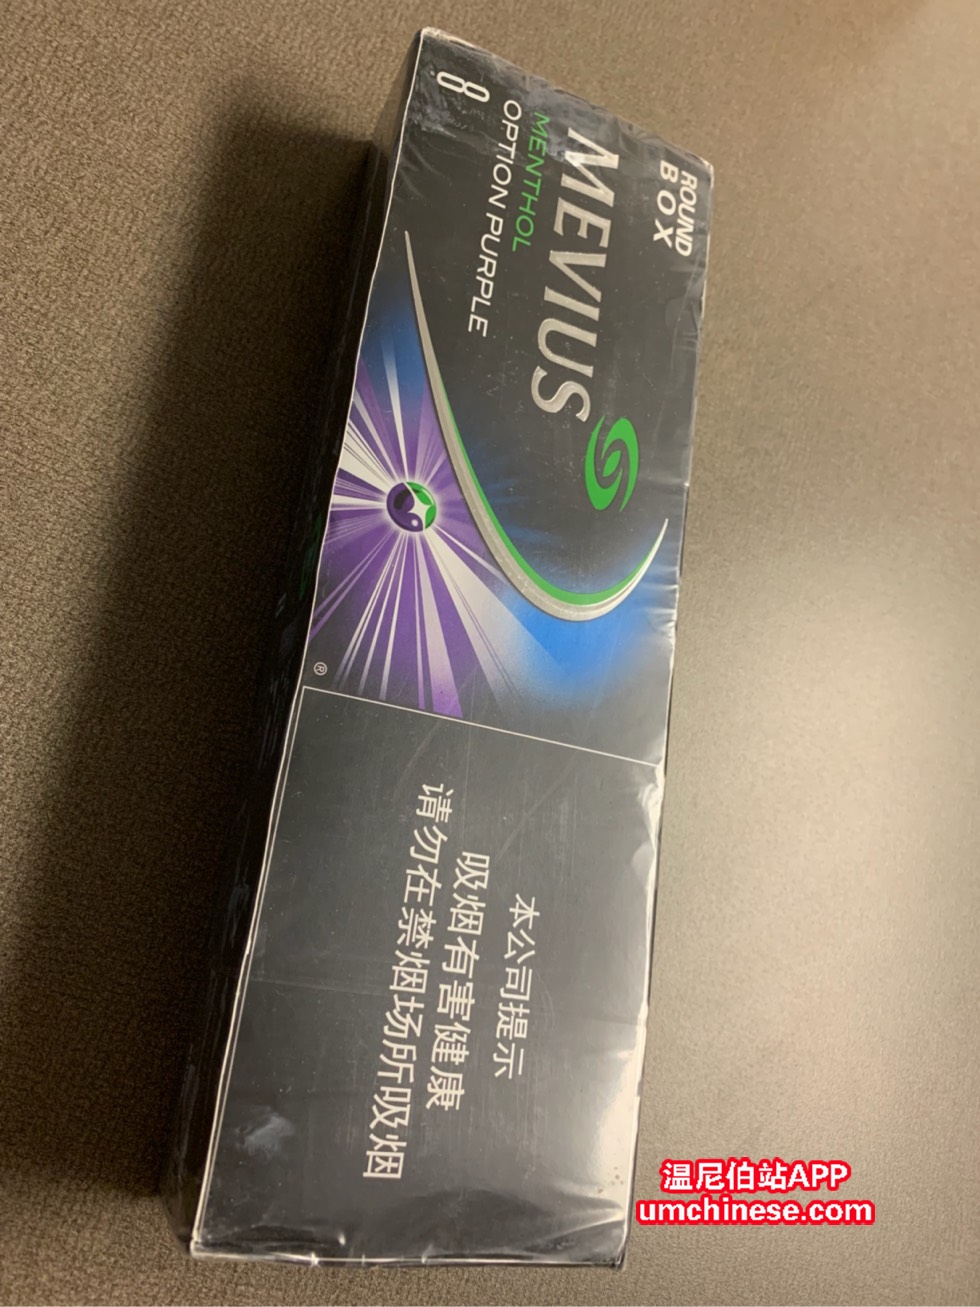 ROUND
BOX
MEVIUS
MENTHOL
OPTION PURPLE
8
®
本公司提示
吸烟有害健康
请勿在禁烟场所吸烟
温尼伯站APP
umchinese.com